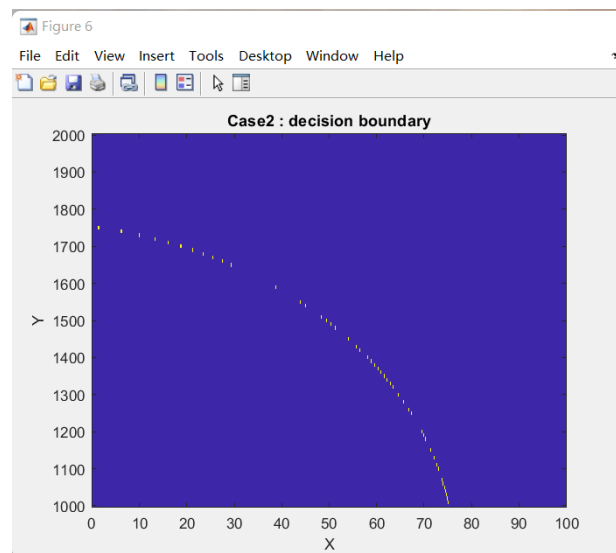 Figure 6
File Edit View Insert Tools Desktop Window Help
Case2 : decision boundary
2000
1900
1800
1700
1600
1500
1400
1300
1200
1100
1000
Y
0 10 20 30 40 50 60 70 80 90 100
X